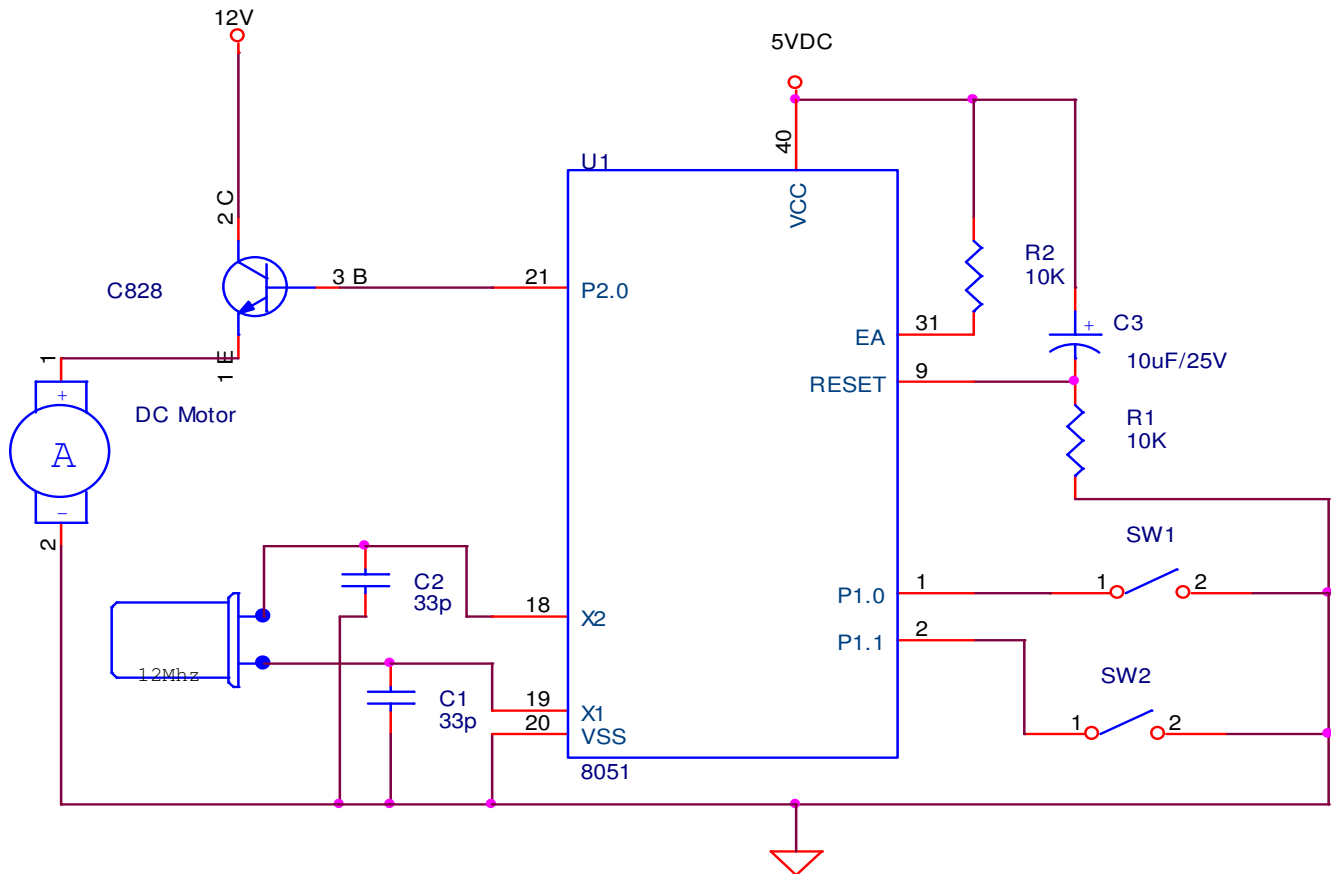 12V
5VDC
40
U1
VCC
2 C
R2
10K
C828
3 B
21
P2.0
C3
+
10uF/25V
31
EA
1 E
9
RESET
1
+
DC Motor
A
R1
10K
−
2
SW1
C2
33p
18
X2
1
P1.0
1
2
2
P1.1
12Mhz
C1
33p
19
X1
20
VSS
SW2
1
2
8051